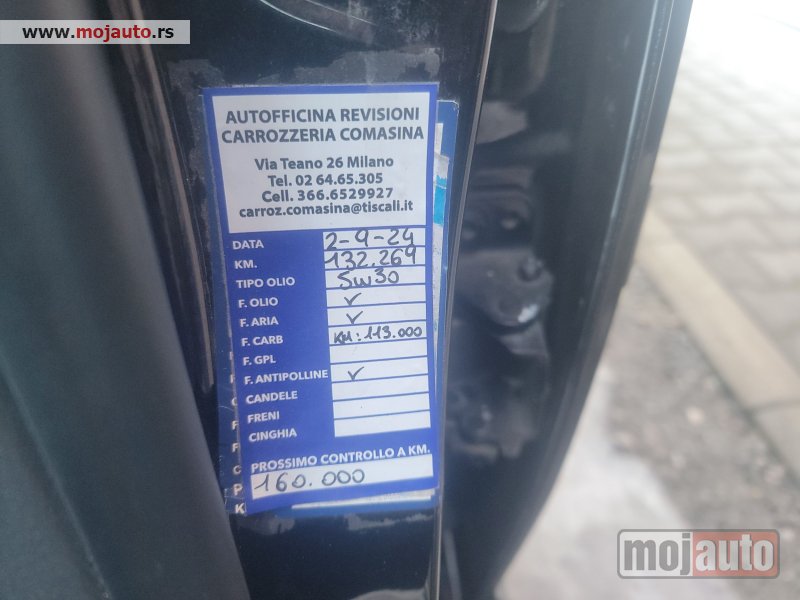 www.mojauto.rs
AUTOFFICINA REVISIONI
CARROZZERIA COMASINA
Via Teano 26 Milano
Tel. 02 64.65.305
Cell. 366.6529927
carroz.comasina@tiscali.it
DATA 2-9-24
KM. 132.269
TIPO OLIO 5W30
F. OLIO ✓
F. ARIA ✓
F. CARB KM: 113.000
F. GPL
F. ANTIPOLLINE ✓
CANDELE
FRENI
CINGHIA
PROSSIMO CONTROLLO A KM.
160.000
mojauto